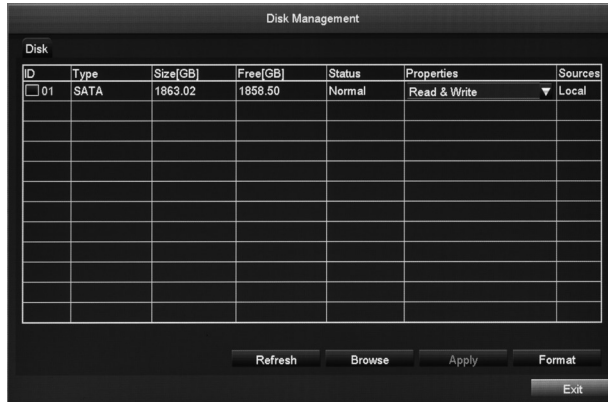 Disk Management
Disk
ID Type Size[GB] Free[GB] Status Properties Sources
01 SATA 1863.02 1858.50 Normal Read & Write Local
Refresh Browse Apply Format
Exit